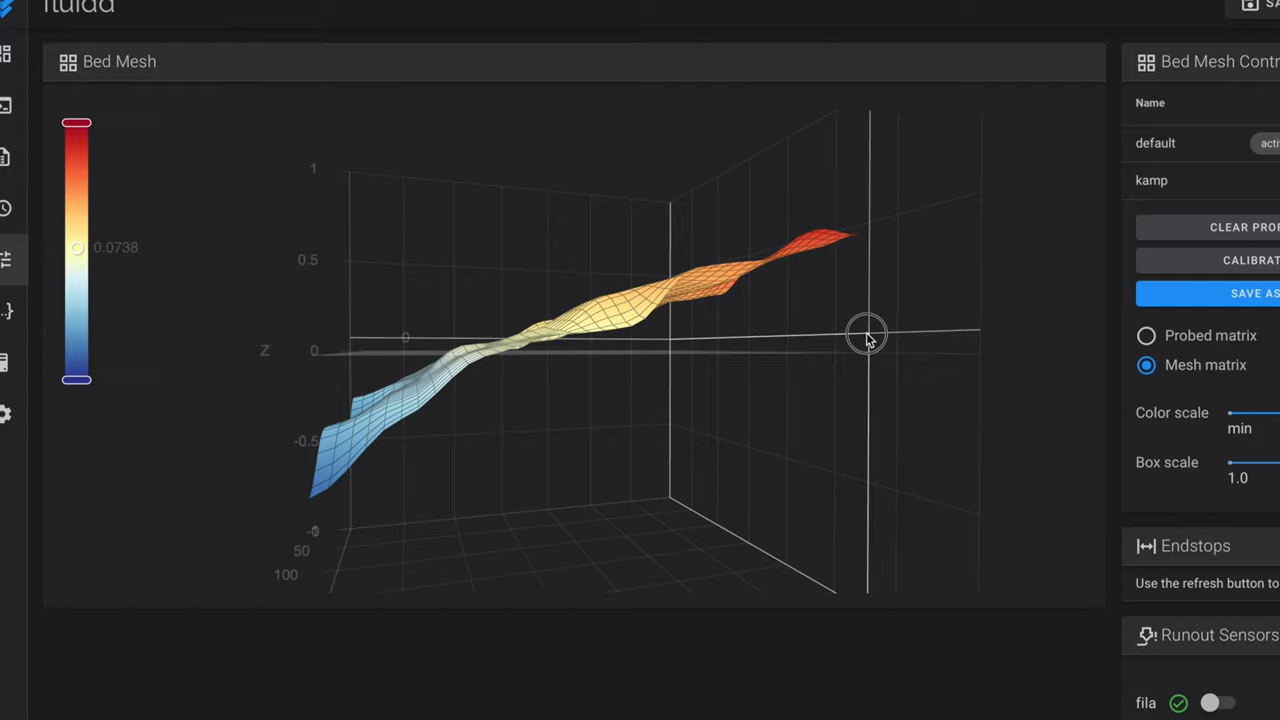 fluidd
Bed Mesh
0.0738
1
0.5
0
Z
0
-0.5
-0
50
100
SA
Bed Mesh Contr
Name
default
acti
kamp
CLEAR PROF
CALIBRAT
SAVE AS
Probed matrix
Mesh matrix
Color scale
min
Box scale
1.0
Endstops
Use the refresh button to
Runout Sensors
fila